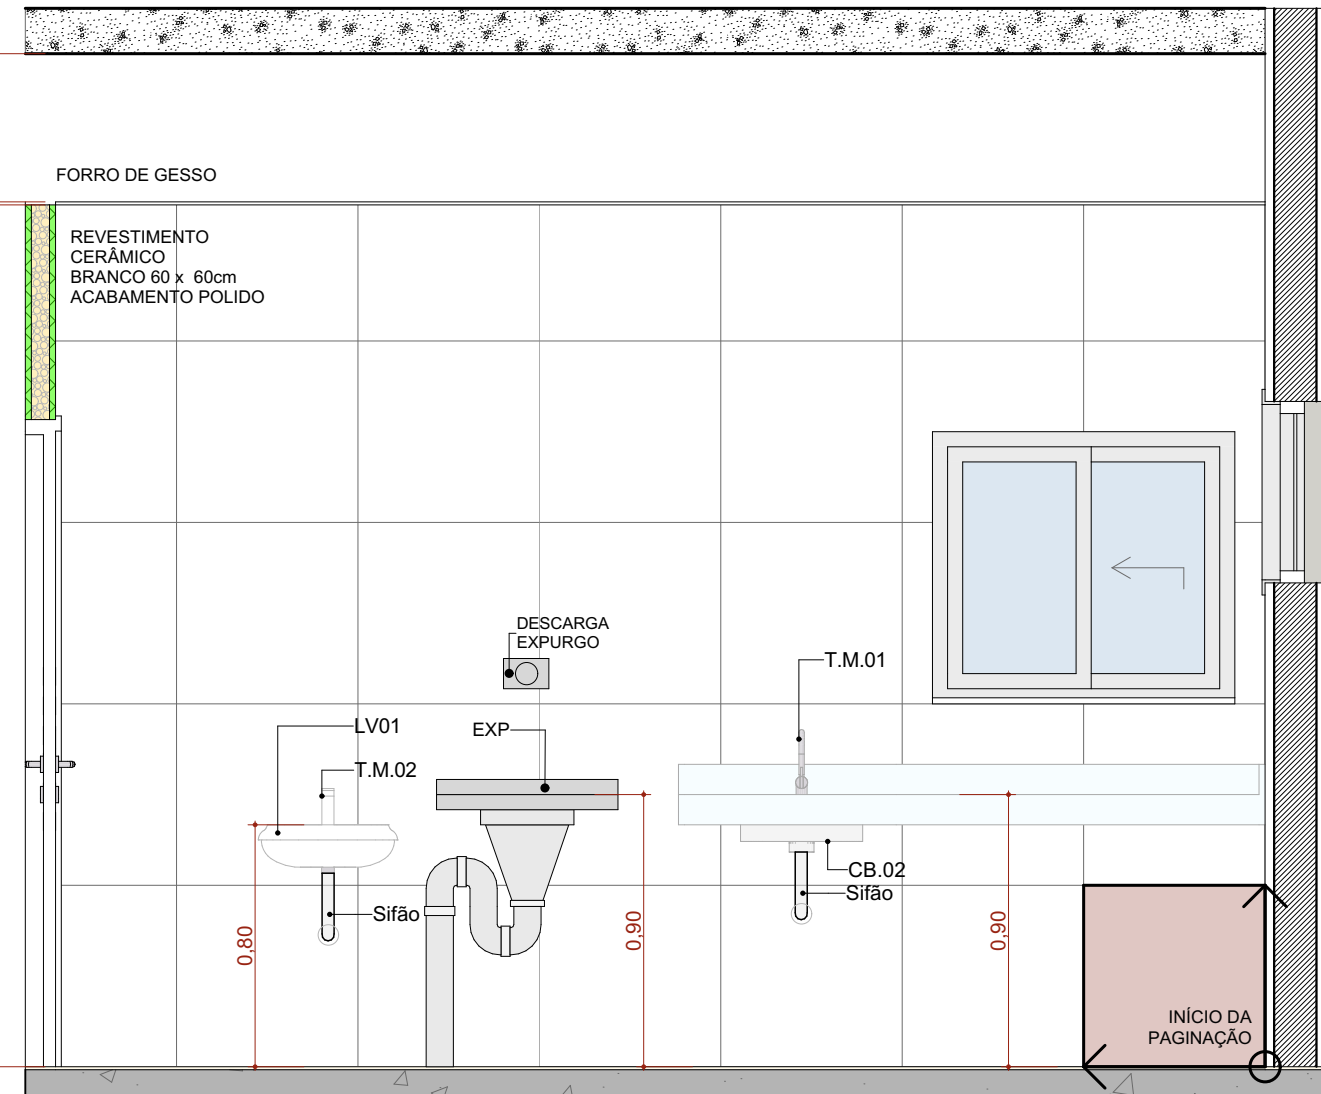 FORRO DE GESSO
REVESTIMENTO
CERÂMICO
BRANCO 60 x 60cm
ACABAMENTO POLIDO
DESCARGA
EXPURGO
T.M.01
LV01
EXP
T.M.02
CB.02
Sifão
Sifão
0,80
0,90
0,90
INÍCIO DA
PAGINAÇÃO